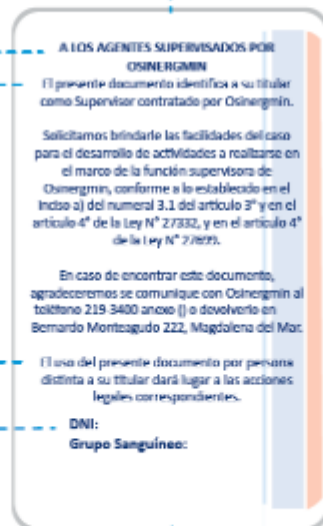 A LOS AGENTES SUPERVISADOS POR
OSINERGMIN
El presente documento identifica a su titular
como Supervisor contratado por Osinergmin.
Solicitamos brindarle las facilidades del caso
para el desarrollo de actividades a realizarse en
el marco de la función supervisora de
Osinergmin, conforme a lo establecido en el
inciso a) del numeral 3.1 del artículo 3° y en el
artículo 4° de la Ley N° 27332, y en el artículo 4°
de la Ley N° 27699.
En caso de encontrar este documento,
agradeceremos se comunique con Osinergmin al
teléfono 219-3400 anexo () o devolverlo en
Bernardo Monteagudo 222, Magdalena del Mar.
El uso del presente documento por persona
distinta a su titular dará lugar a las acciones
legales correspondientes.
DNI:
Grupo Sanguíneo: